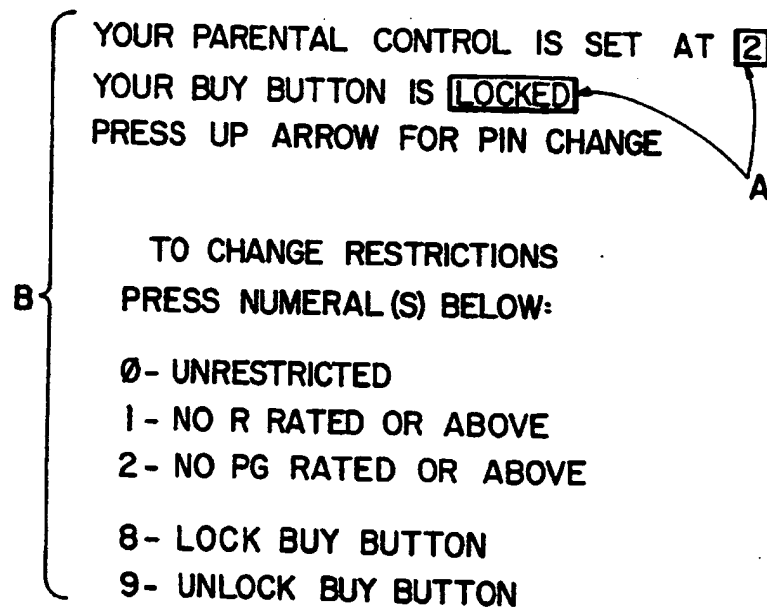 YOUR PARENTAL CONTROL IS SET AT 2
YOUR BUY BUTTON IS LOCKED
PRESS UP ARROW FOR PIN CHANGE
A
TO CHANGE RESTRICTIONS
B
PRESS NUMERAL(S) BELOW:
Ø- UNRESTRICTED
1- NO R RATED OR ABOVE
2- NO PG RATED OR ABOVE
8- LOCK BUY BUTTON
9- UNLOCK BUY BUTTON